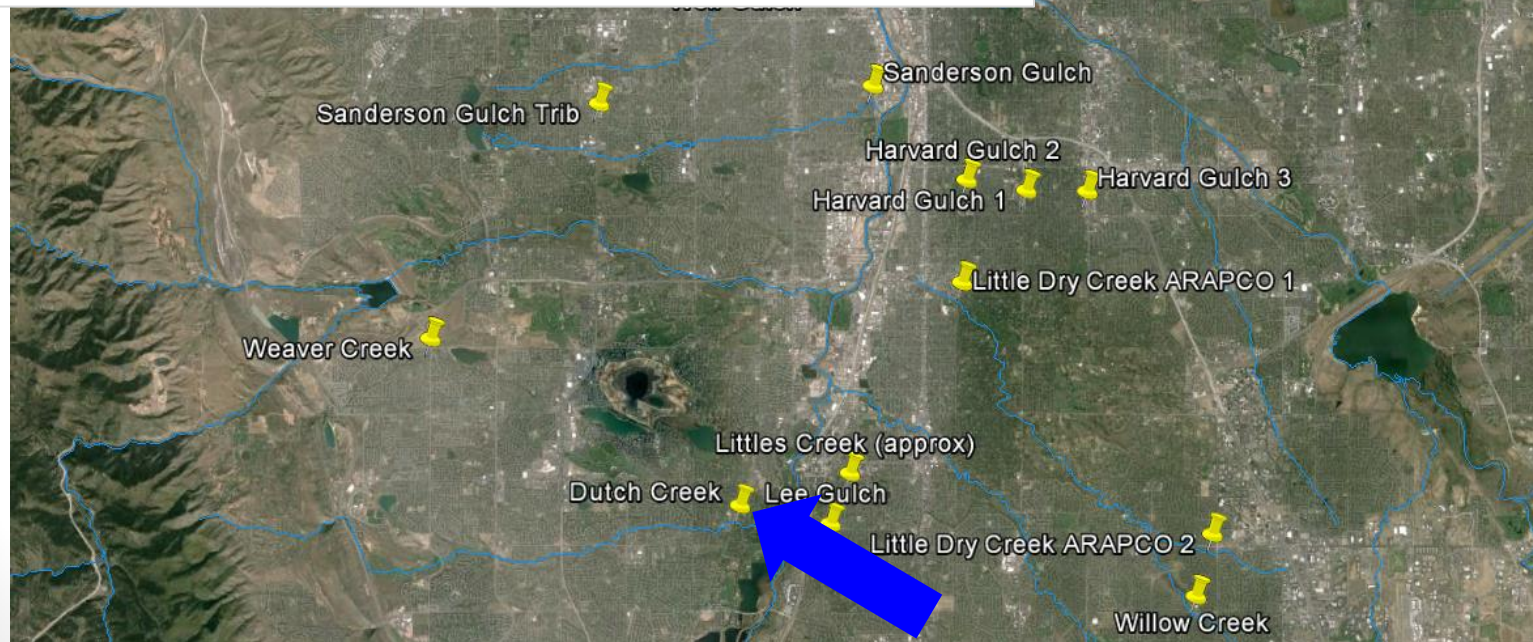 Sanderson Gulch
Sanderson Gulch Trib
Harvard Gulch 2
Harvard Gulch 3
Harvard Gulch 1
Little Dry Creek ARAPCO 1
Weaver Creek
Littles Creek (approx)
Dutch Creek
Lee Gulch
Little Dry Creek ARAPCO 2
Willow Creek